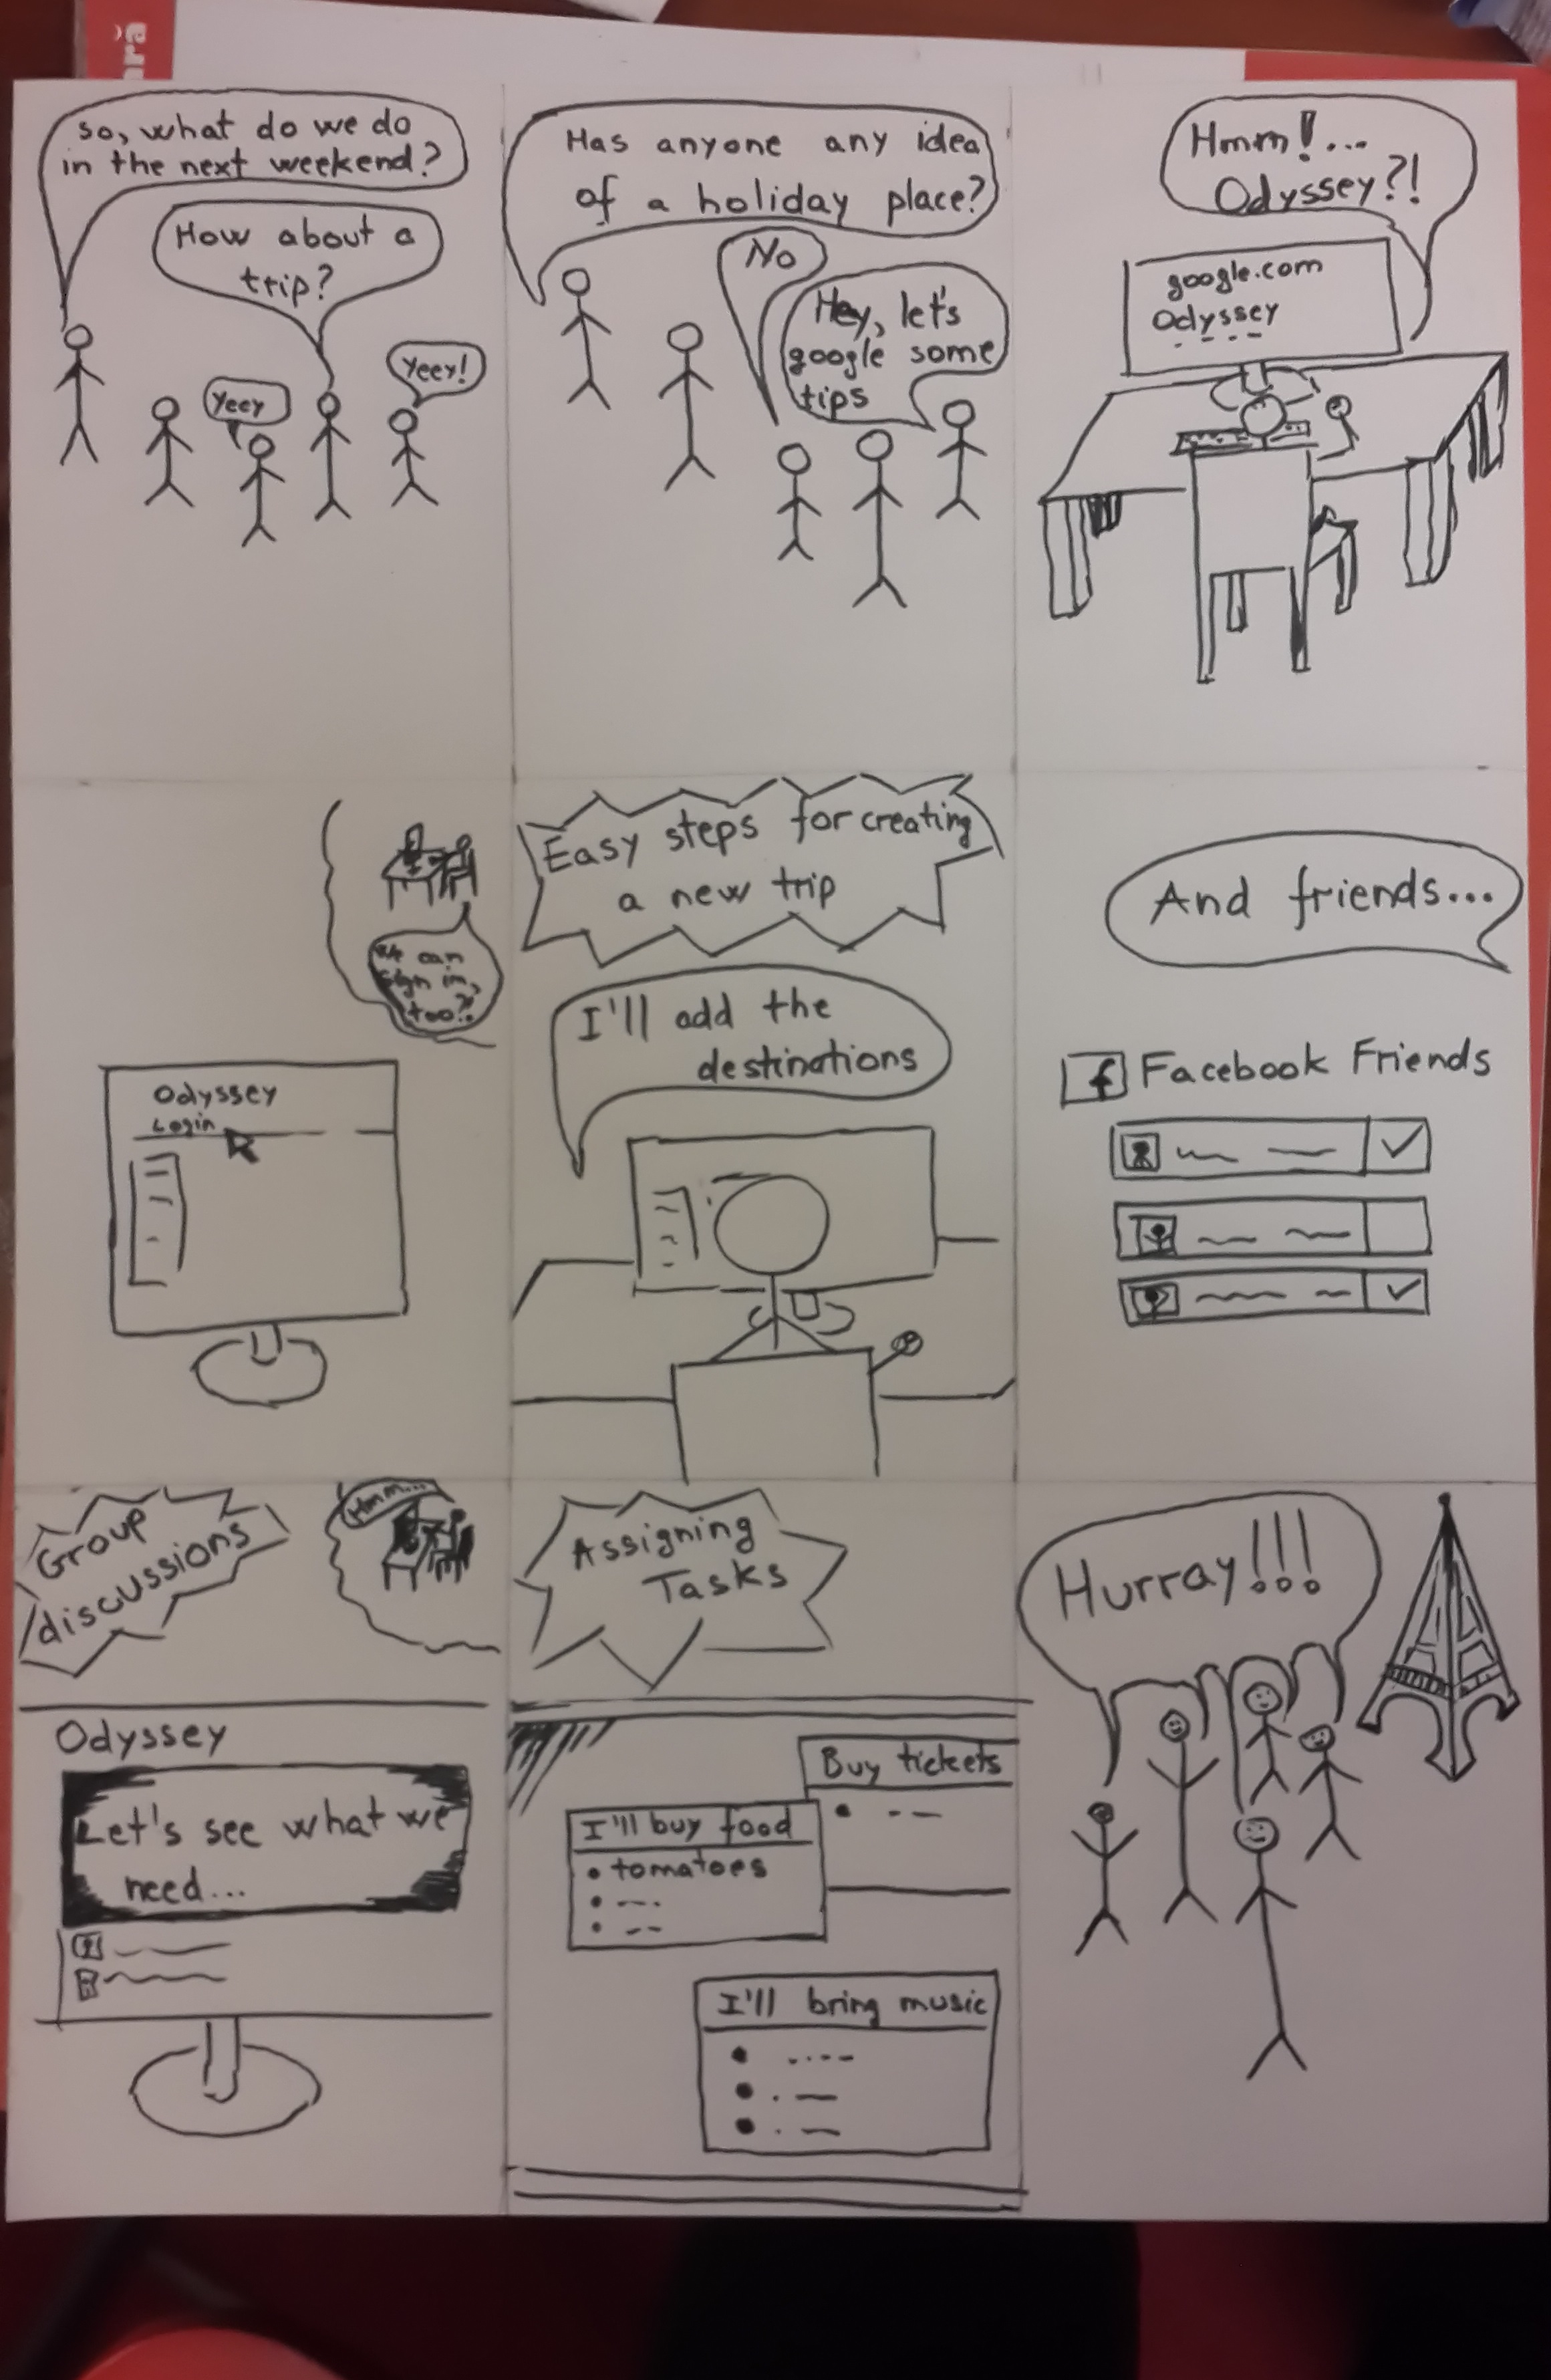 so, what do we do
in the next weekend?
How about a
trip?
Yeey
Yeey!
Has anyone any idea
of a holiday place?
No
Hey, let's
google some
tips
Hmm!...
Odyssey?!
google.com
Odyssey
can
sign in,
too?
Odyssey
Login
Easy steps for creating
a new trip
I'll add the
destinations
And friends...
f Facebook Friends
Group
discussions
Hmm...
Odyssey
Let's see what we
need...
Assigning
Tasks
Buy tickets
I'll buy food
• tomatoes
I'll bring music
Hurray!!!